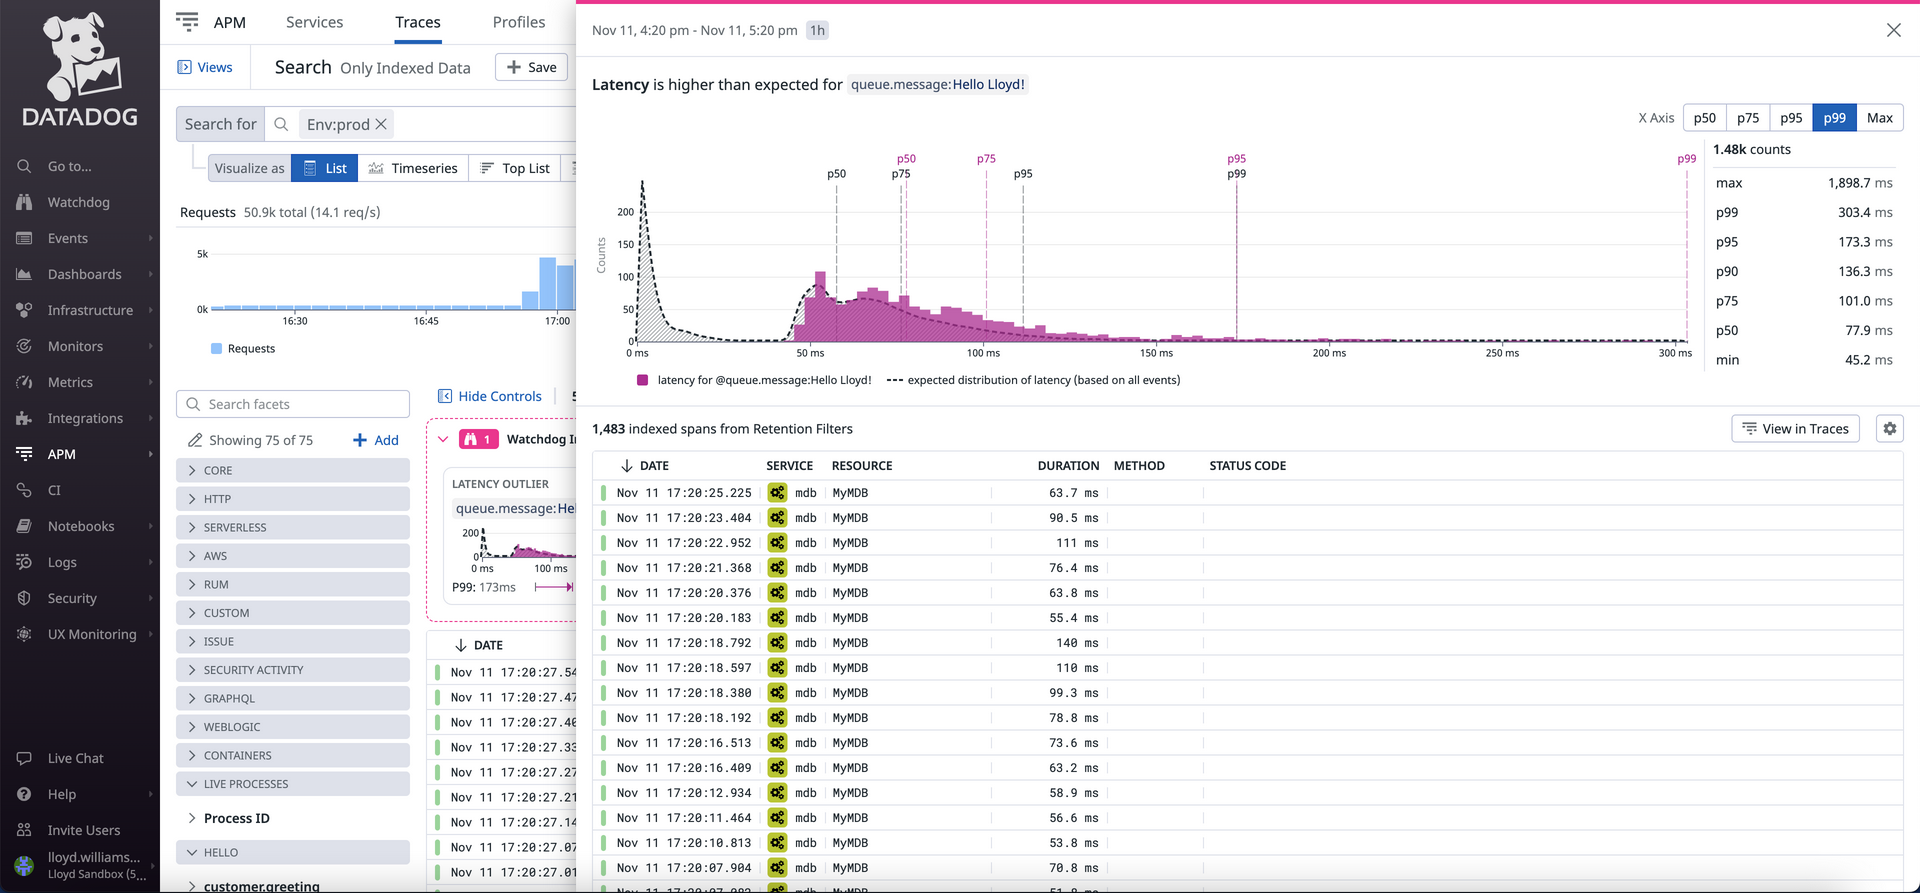 DATADOG
Go to...
Watchdog
Events
Dashboards
Infrastructure
Monitors
Metrics
Integrations
APM
CI
Notebooks
Logs
Security
UX Monitoring
Live Chat
Help
Invite Users
lloyd.williams...
Lloyd Sandbox (5...
APM Services Traces Profiles
Views Search Only Indexed Data + Save
Search for Env:prod
Visualize as List Timeseries Top List
Requests 50.9k total (14.1 req/s)
5k
0k
16:30 16:45 17:00
Requests
Search facets
Showing 75 of 75 + Add
CORE
HTTP
SERVERLESS
AWS
RUM
CUSTOM
ISSUE
SECURITY ACTIVITY
GRAPHQL
WEBLOGIC
CONTAINERS
LIVE PROCESSES
Process ID
HELLO
customer.greeting
Hide Controls
1 Watchdog
LATENCY OUTLIER
queue.message:Hel
200
0
0 ms 100 ms
P99: 173ms
DATE
Nov 11 17:20:27.54
Nov 11 17:20:27.47
Nov 11 17:20:27.40
Nov 11 17:20:27.33
Nov 11 17:20:27.27
Nov 11 17:20:27.21
Nov 11 17:20:27.14
Nov 11 17:20:27.07
Nov 11 17:20:27.01
Nov 11, 4:20 pm - Nov 11, 5:20 pm 1h
Latency is higher than expected for queue.message:Hello Lloyd!
X Axis p50 p75 p95 p99 Max
p50 p75 p95 p99
p50 p75 p95 p99
Counts
200
150
100
50
0
0 ms 50 ms 100 ms 150 ms 200 ms 250 ms 300 ms
latency for @queue.message:Hello Lloyd! expected distribution of latency (based on all events)
1.48k counts
max 1,898.7 ms
p99 303.4 ms
p95 173.3 ms
p90 136.3 ms
p75 101.0 ms
p50 77.9 ms
min 45.2 ms
1,483 indexed spans from Retention Filters View in Traces
DATE SERVICE RESOURCE DURATION METHOD STATUS CODE
Nov 11 17:20:25.225 mdb MyMDB 63.7 ms
Nov 11 17:20:23.404 mdb MyMDB 90.5 ms
Nov 11 17:20:22.952 mdb MyMDB 111 ms
Nov 11 17:20:21.368 mdb MyMDB 76.4 ms
Nov 11 17:20:20.376 mdb MyMDB 63.8 ms
Nov 11 17:20:20.183 mdb MyMDB 55.4 ms
Nov 11 17:20:18.792 mdb MyMDB 140 ms
Nov 11 17:20:18.597 mdb MyMDB 110 ms
Nov 11 17:20:18.380 mdb MyMDB 99.3 ms
Nov 11 17:20:18.192 mdb MyMDB 78.8 ms
Nov 11 17:20:16.513 mdb MyMDB 73.6 ms
Nov 11 17:20:16.409 mdb MyMDB 63.2 ms
Nov 11 17:20:12.934 mdb MyMDB 58.9 ms
Nov 11 17:20:11.464 mdb MyMDB 56.6 ms
Nov 11 17:20:10.813 mdb MyMDB 53.8 ms
Nov 11 17:20:07.904 mdb MyMDB 70.8 ms